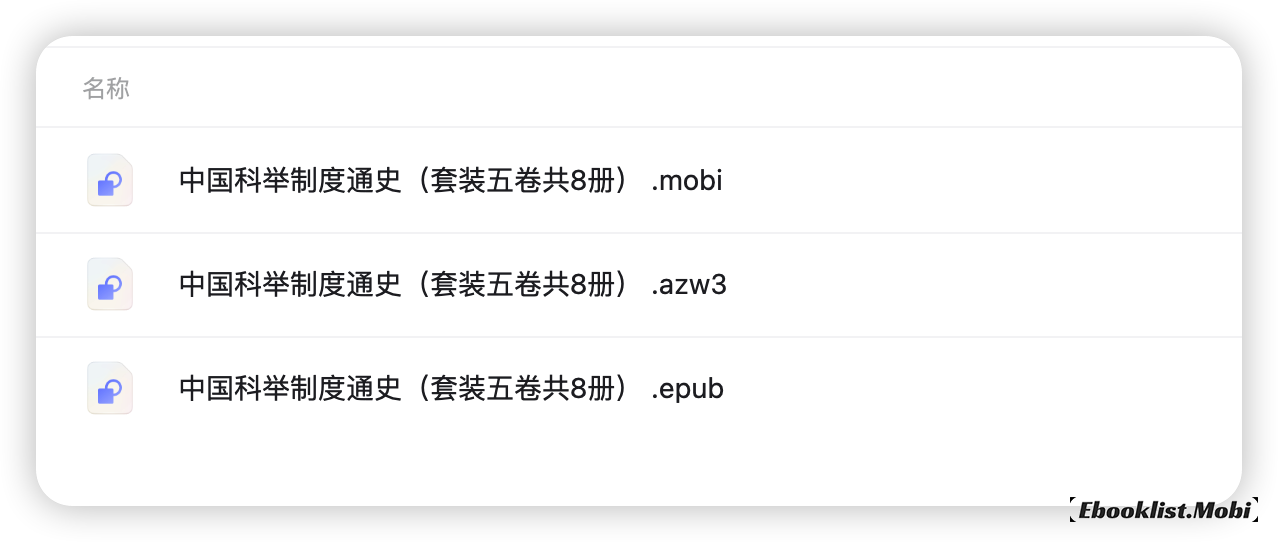 名称
中国科举制度通史（套装五卷共8册） .mobi
中国科举制度通史（套装五卷共8册） .azw3
中国科举制度通史（套装五卷共8册） .epub
【Ebooklist.Mobi】